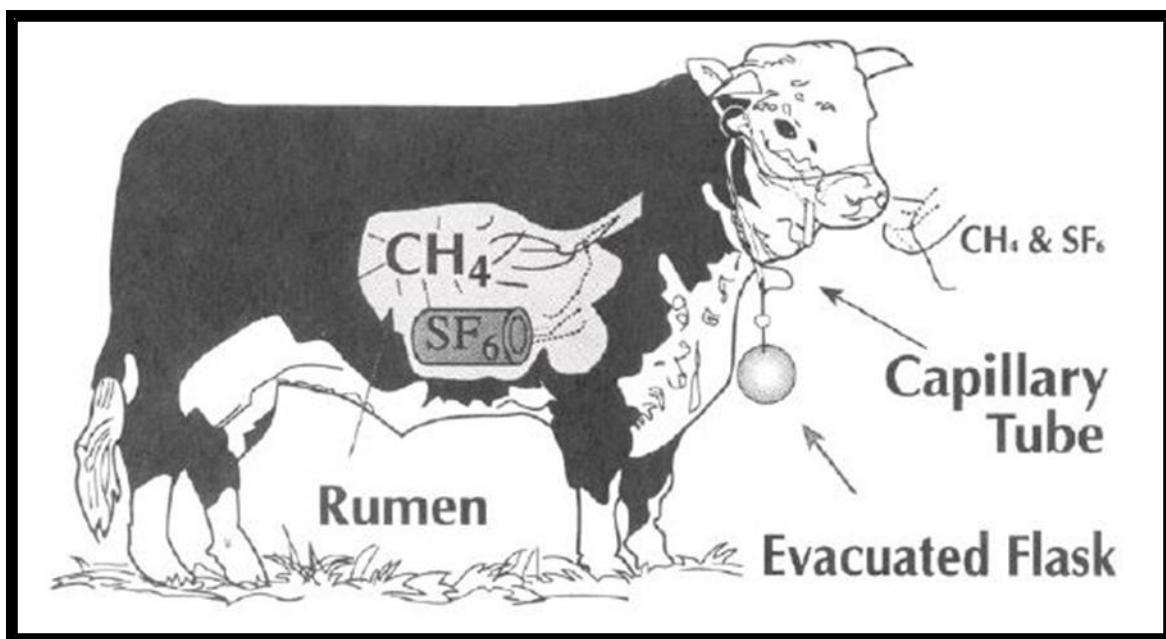 CH₄ & SF₆
CH₄
SF₆
Capillary
Tube
Rumen
Evacuated Flask